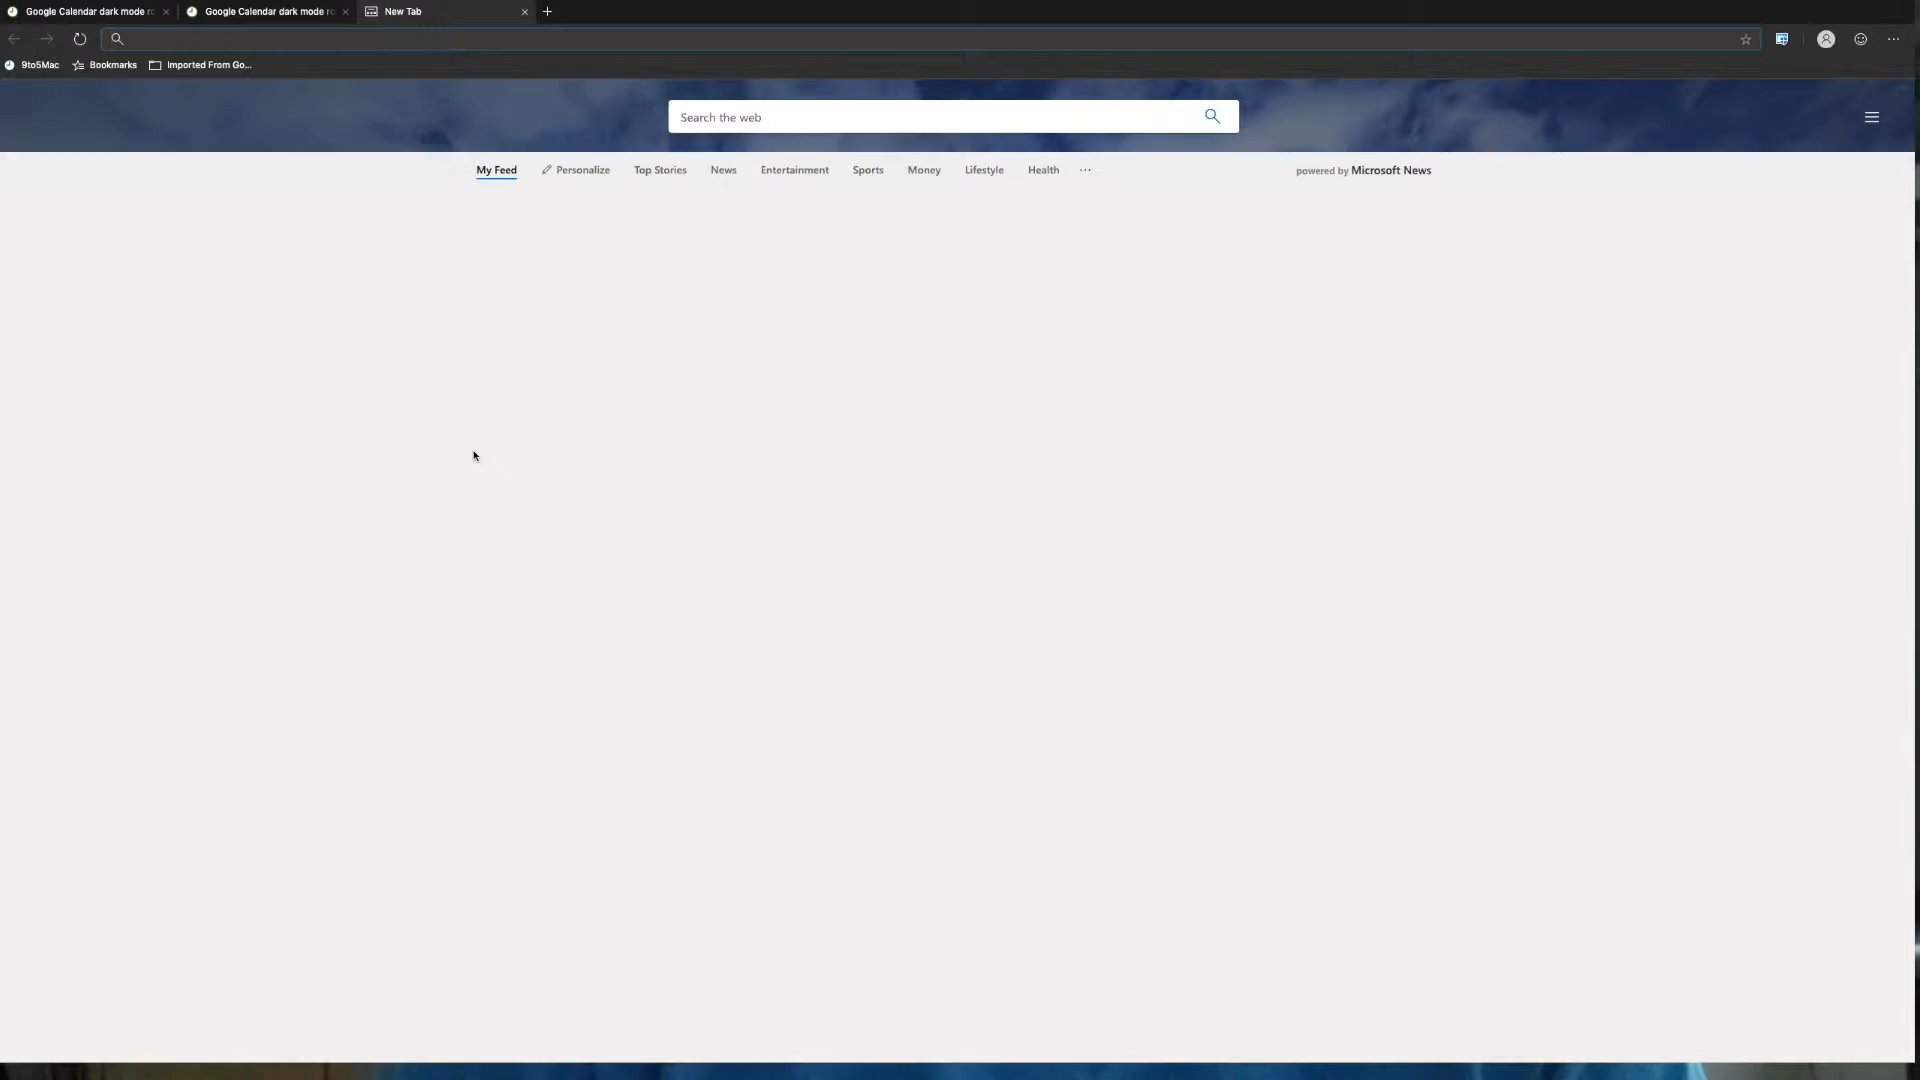 Google Calendar dark mode
Google Calendar dark mode
New Tab
9to5Mac
Bookmarks
Imported From Go...
Search the web
My Feed
Personalize
Top Stories
News
Entertainment
Sports
Money
Lifestyle
Health
powered by Microsoft News